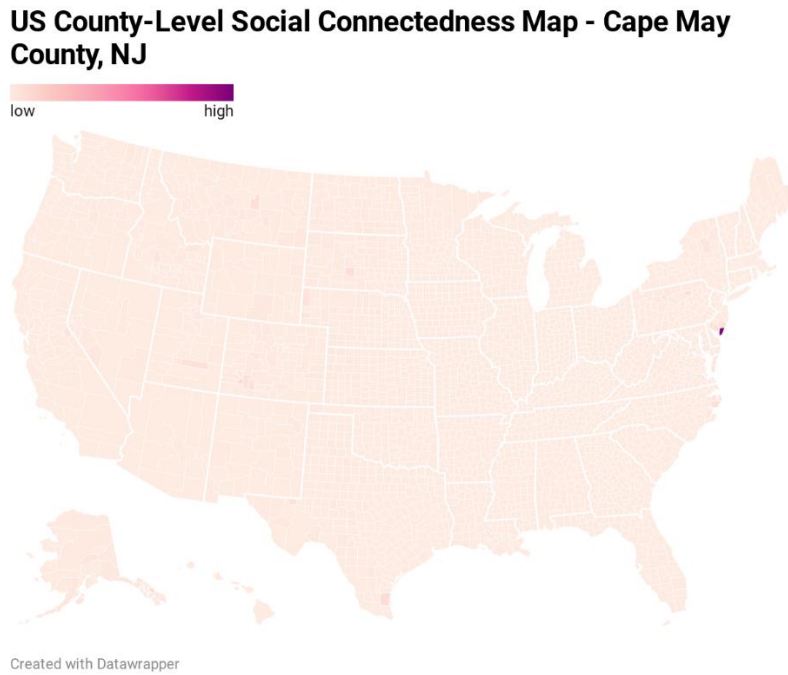 US County-Level Social Connectedness Map - Cape May
County, NJ
low high
Created with Datawrapper